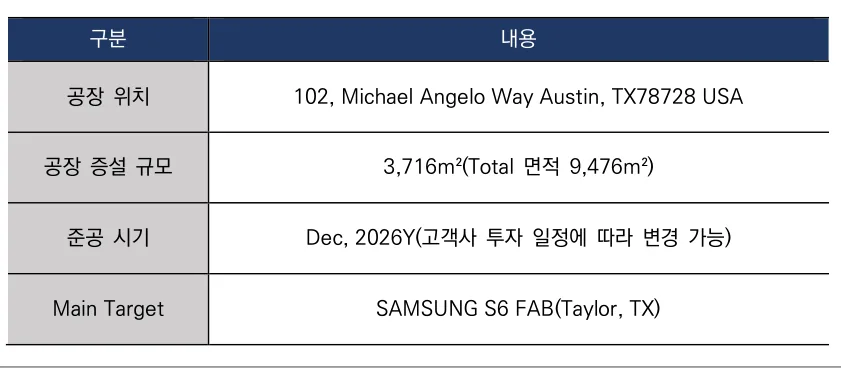 구분 내용
공장 위치 102, Michael Angelo Way Austin, TX78728 USA
공장 증설 규모 3,716m²(Total 면적 9,476m²)
준공 시기 Dec, 2026Y(고객사 투자 일정에 따라 변경 가능)
Main Target SAMSUNG S6 FAB(Taylor, TX)